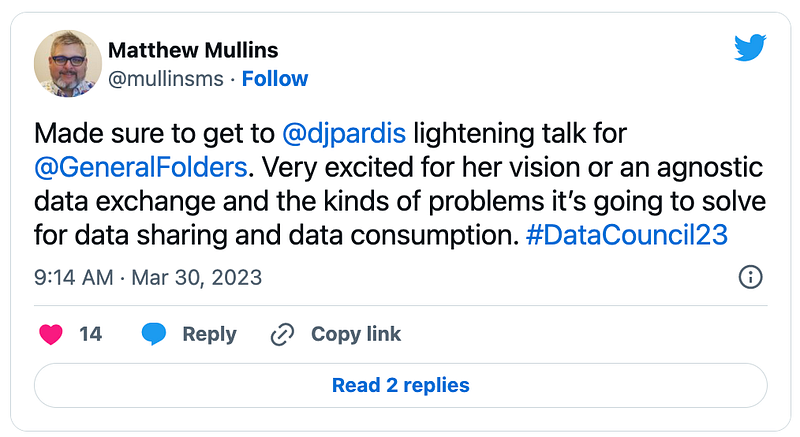 Matthew Mullins
@mullinsms · Follow
Made sure to get to @djpardis lightening talk for
@GeneralFolders. Very excited for her vision or an agnostic
data exchange and the kinds of problems it’s going to solve
for data sharing and data consumption. #DataCouncil23
9:14 AM · Mar 30, 2023
14 Reply Copy link
Read 2 replies